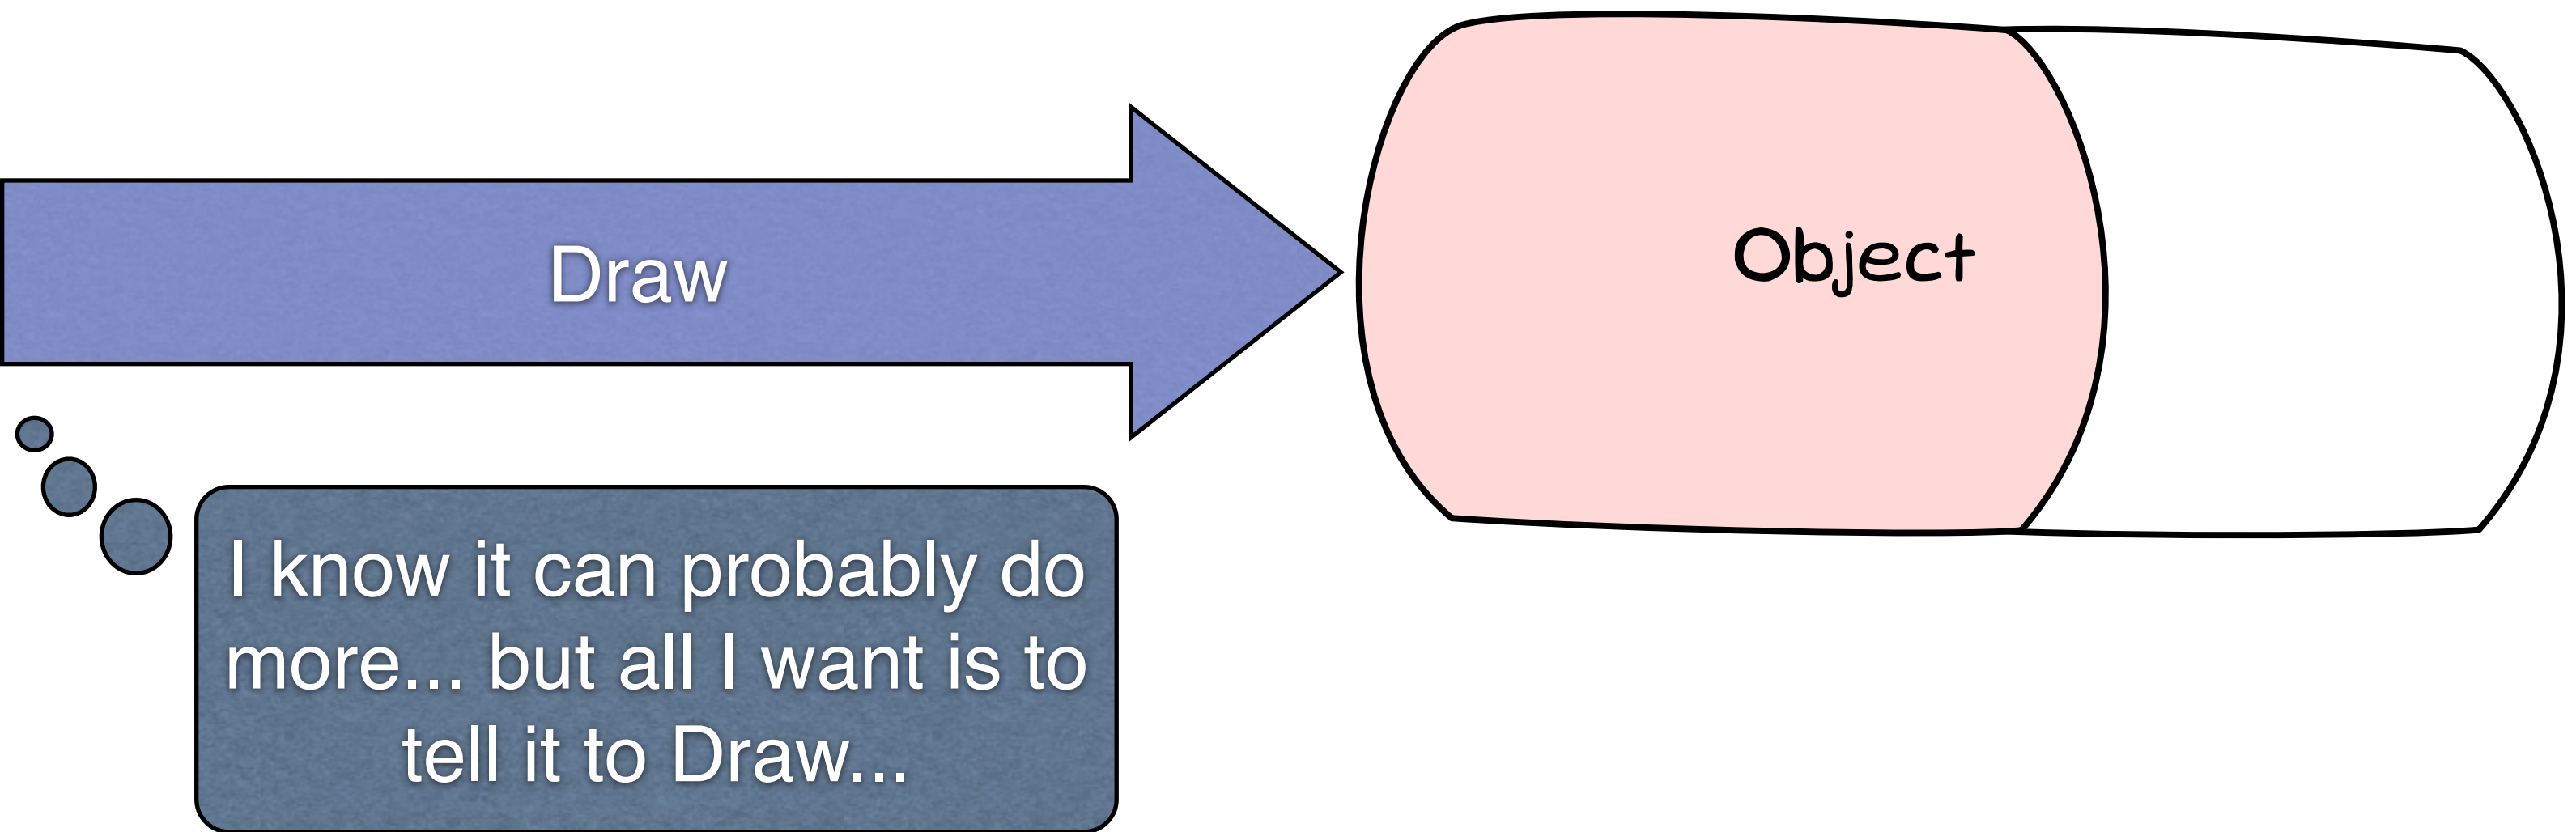 Draw
Object
I know it can probably do
more... but all I want is to
tell it to Draw...